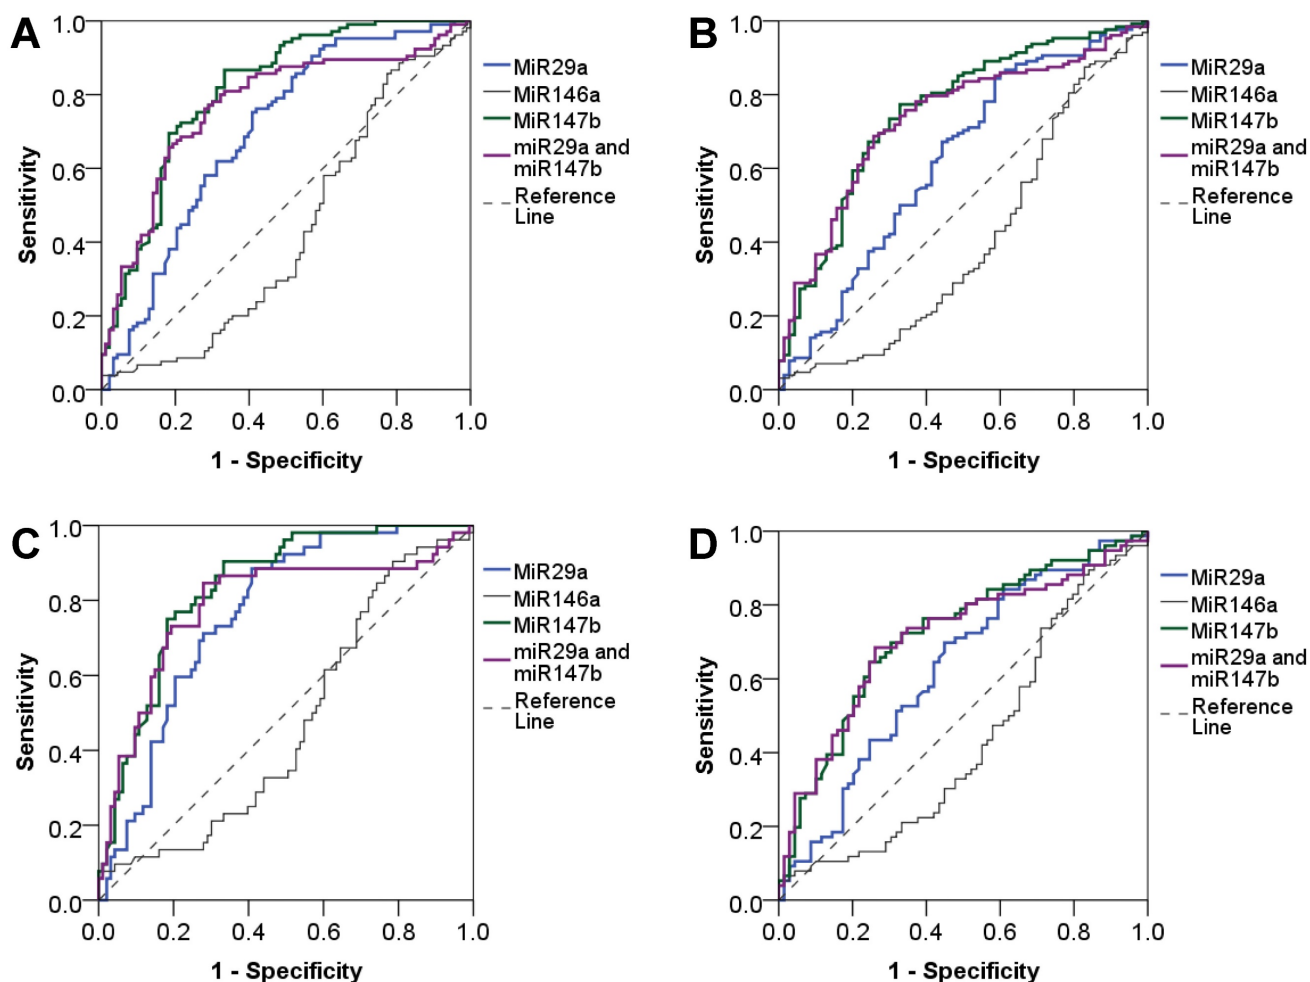 A
1.0
0.8
0.6
0.4
0.2
0.0
Sensitivity
0.0 0.2 0.4 0.6 0.8 1.0
1 - Specificity
MiR29a
MiR146a
MiR147b
miR29a and
miR147b
Reference
Line
B
1.0
0.8
0.6
0.4
0.2
0.0
Sensitivity
0.0 0.2 0.4 0.6 0.8 1.0
1 - Specificity
MiR29a
MiR146a
MiR147b
miR29a and
miR147b
Reference
Line
C
1.0
0.8
0.6
0.4
0.2
0.0
Sensitivity
0.0 0.2 0.4 0.6 0.8 1.0
1 - Specificity
MiR29a
MiR146a
MiR147b
miR29a and
miR147b
Reference
Line
D
1.0
0.8
0.6
0.4
0.2
0.0
Sensitivity
0.0 0.2 0.4 0.6 0.8 1.0
1 - Specificity
MiR29a
MiR146a
MiR147b
miR29a and
miR147b
Reference
Line